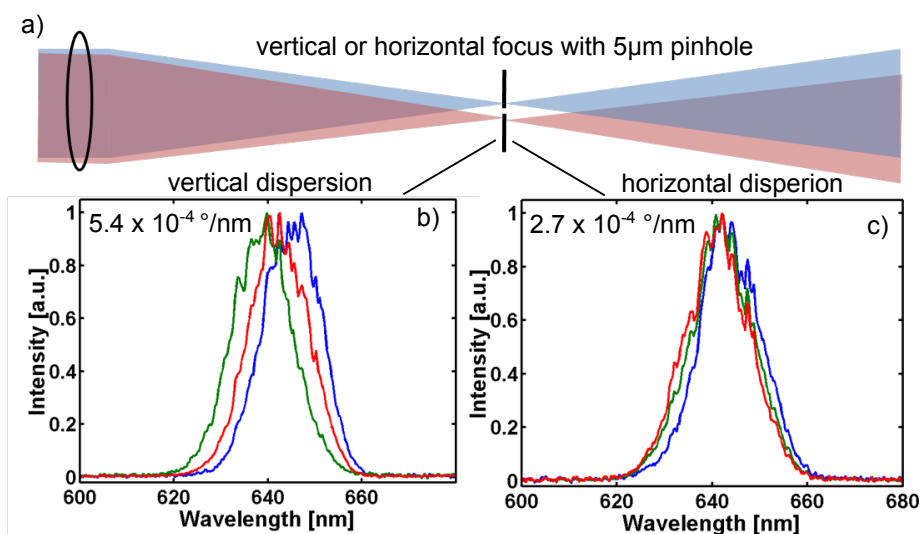 a)
vertical or horizontal focus with 5µm pinhole
vertical dispersion
horizontal disperion
5.4 x 10⁻⁴ °/nm
b)
1
0.8
0.6
0.4
0.2
0
Intensity [a.u.]
600
620
640
660
Wavelength [nm]
2.7 x 10⁻⁴ °/nm
c)
1
0.8
0.6
0.4
0.2
0
Intensity [a.u.]
600
620
640
660
680
Wavelength [nm]